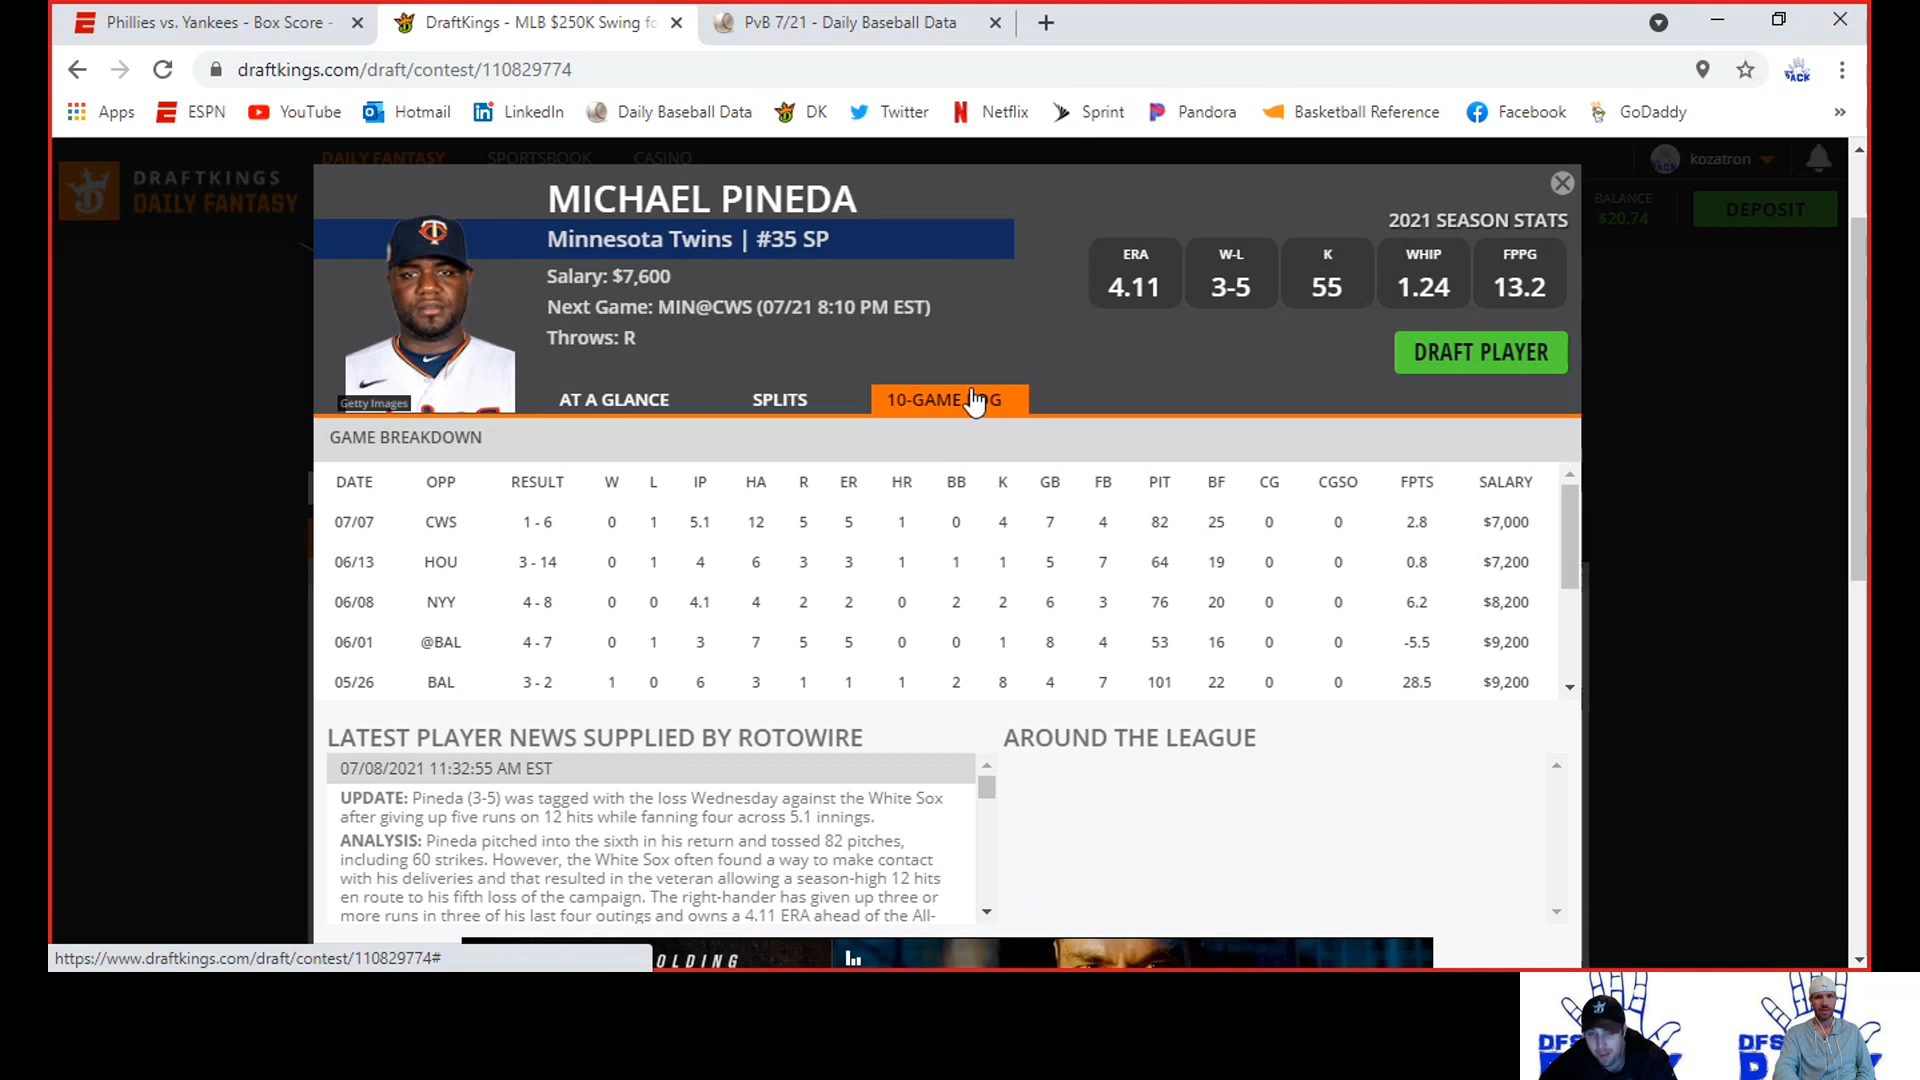 Phillies vs. Yankees - Box Score -
DraftKings - MLB $250K Swing fo
PvB 7/21 - Daily Baseball Data
draftkings.com/draft/contest/110829774
Apps ESPN YouTube Hotmail LinkedIn Daily Baseball Data DK Twitter Netflix Sprint Pandora Basketball Reference Facebook GoDaddy »
DAILY FANTASY SPORTSBOOK CASINO
kozatron
DRAFTKINGS
DAILY FANTASY
BALANCE
$20.74
DEPOSIT
MICHAEL PINEDA
Minnesota Twins | #35 SP
Salary: $7,600
Next Game: MIN@CWS (07/21 8:10 PM EST)
Throws: R
Getty Images
2021 SEASON STATS
ERA W-L K WHIP FPPG
4.11 3-5 55 1.24 13.2
DRAFT PLAYER
AT A GLANCE SPLITS 10-GAME LOG
GAME BREAKDOWN
DATE OPP RESULT W L IP HA R ER HR BB K GB FB PIT BF CG CGSO FPTS SALARY
07/07 CWS 1 - 6 0 1 5.1 12 5 5 1 0 4 7 4 82 25 0 0 2.8 $7,000
06/13 HOU 3 - 14 0 1 4 6 3 3 1 1 1 5 7 64 19 0 0 0.8 $7,200
06/08 NYY 4 - 8 0 0 4.1 4 2 2 0 2 2 6 3 76 20 0 0 6.2 $8,200
06/01 @BAL 4 - 7 0 1 3 7 5 5 0 0 1 8 4 53 16 0 0 -5.5 $9,200
05/26 BAL 3 - 2 1 0 6 3 1 1 1 2 8 4 7 101 22 0 0 28.5 $9,200
LATEST PLAYER NEWS SUPPLIED BY ROTOWIRE
07/08/2021 11:32:55 AM EST
UPDATE: Pineda (3-5) was tagged with the loss Wednesday against the White Sox
after giving up five runs on 12 hits while fanning four across 5.1 innings.
ANALYSIS: Pineda pitched into the sixth in his return and tossed 82 pitches,
including 60 strikes. However, the White Sox often found a way to make contact
with his deliveries and that resulted in the veteran allowing a season-high 12 hits
en route to his fifth loss of the campaign. The right-hander has given up three or
more runs in three of his last four outings and owns a 4.11 ERA ahead of the All-
AROUND THE LEAGUE
https://www.draftkings.com/draft/contest/110829774#
OLDING